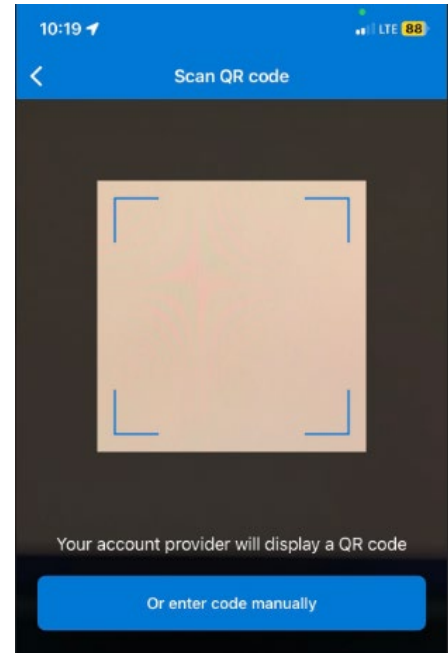 10:19
LTE 88
Scan QR code
Your account provider will display a QR code
Or enter code manually